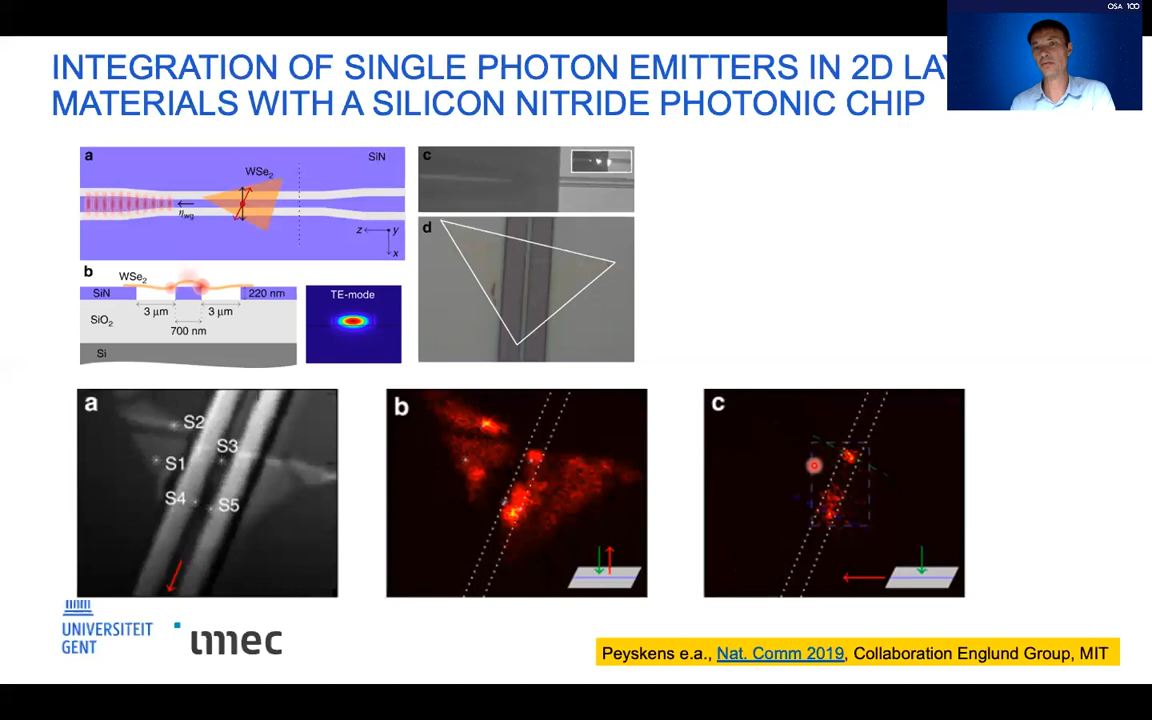 OSA 100
INTEGRATION OF SINGLE PHOTON EMITTERS IN 2D LAY
MATERIALS WITH A SILICON NITRIDE PHOTONIC CHIP
a
SiN
WSe2
ηwg
z
y
x
b
WSe2
SiN
220 nm
3 μm
3 μm
SiO2
700 nm
Si
TE-mode
c
d
a
S2
S3
S1
S4
S5
b
c
UNIVERSITEIT
GENT
imec
Peyskens e.a., Nat. Comm 2019, Collaboration Englund Group, MIT